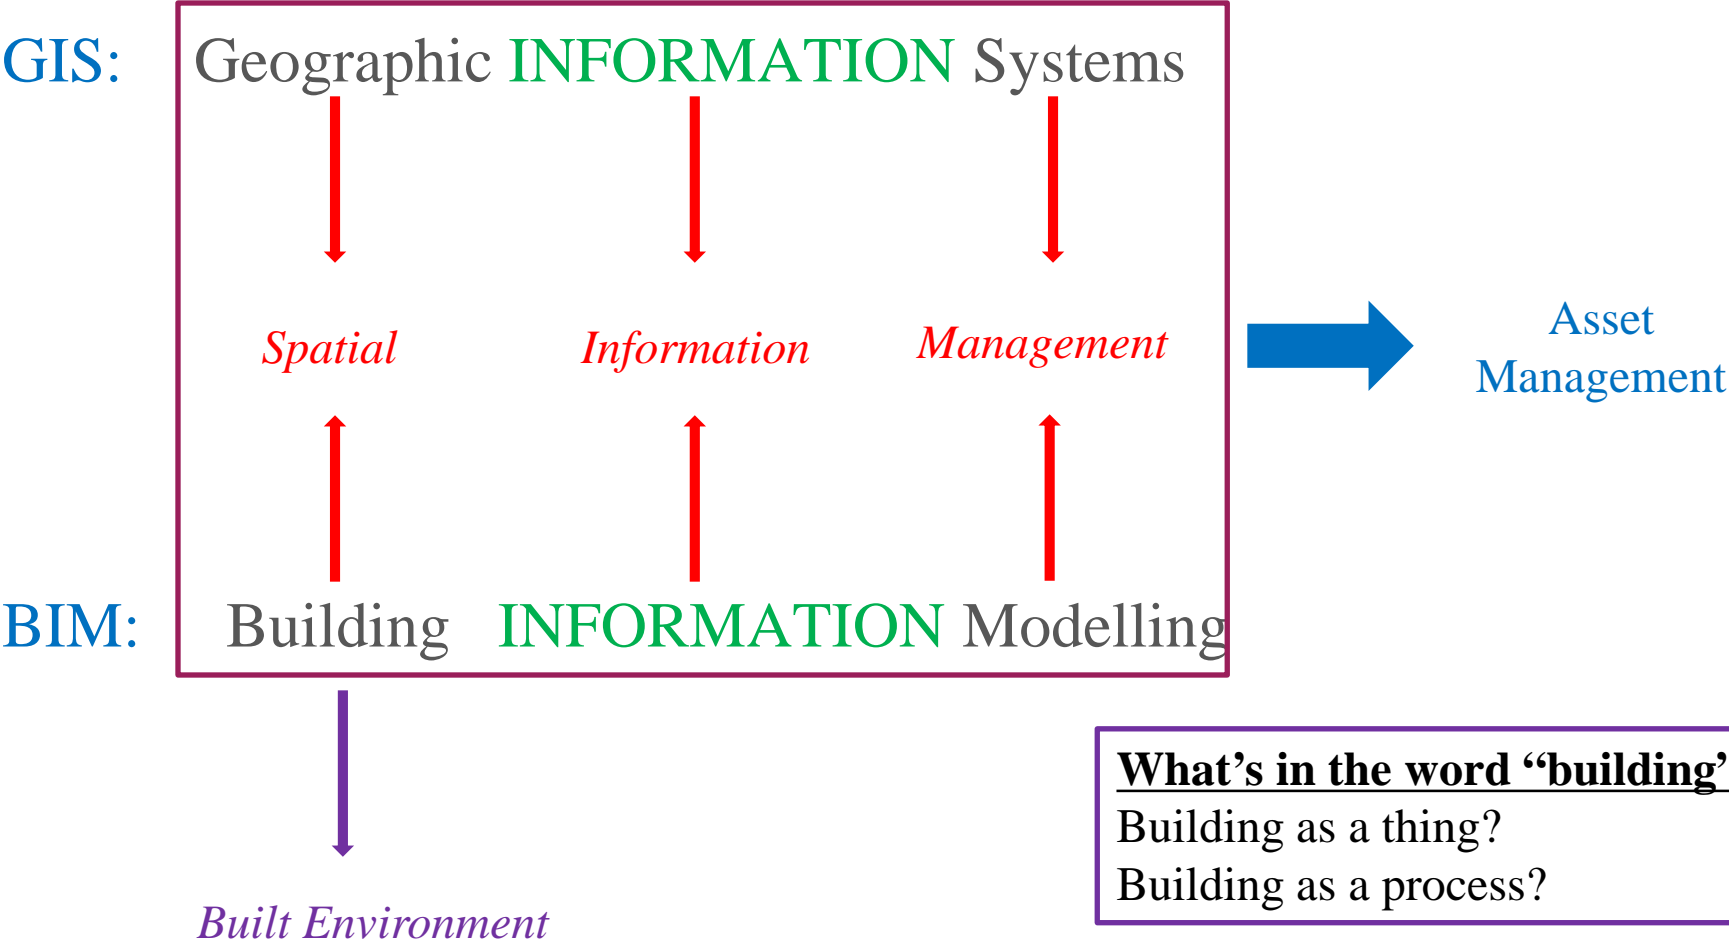 GIS: Geographic INFORMATION Systems
Spatial Information Management
Asset
Management
BIM: Building INFORMATION Modelling
Built Environment
What’s in the word “building”
Building as a thing?
Building as a process?